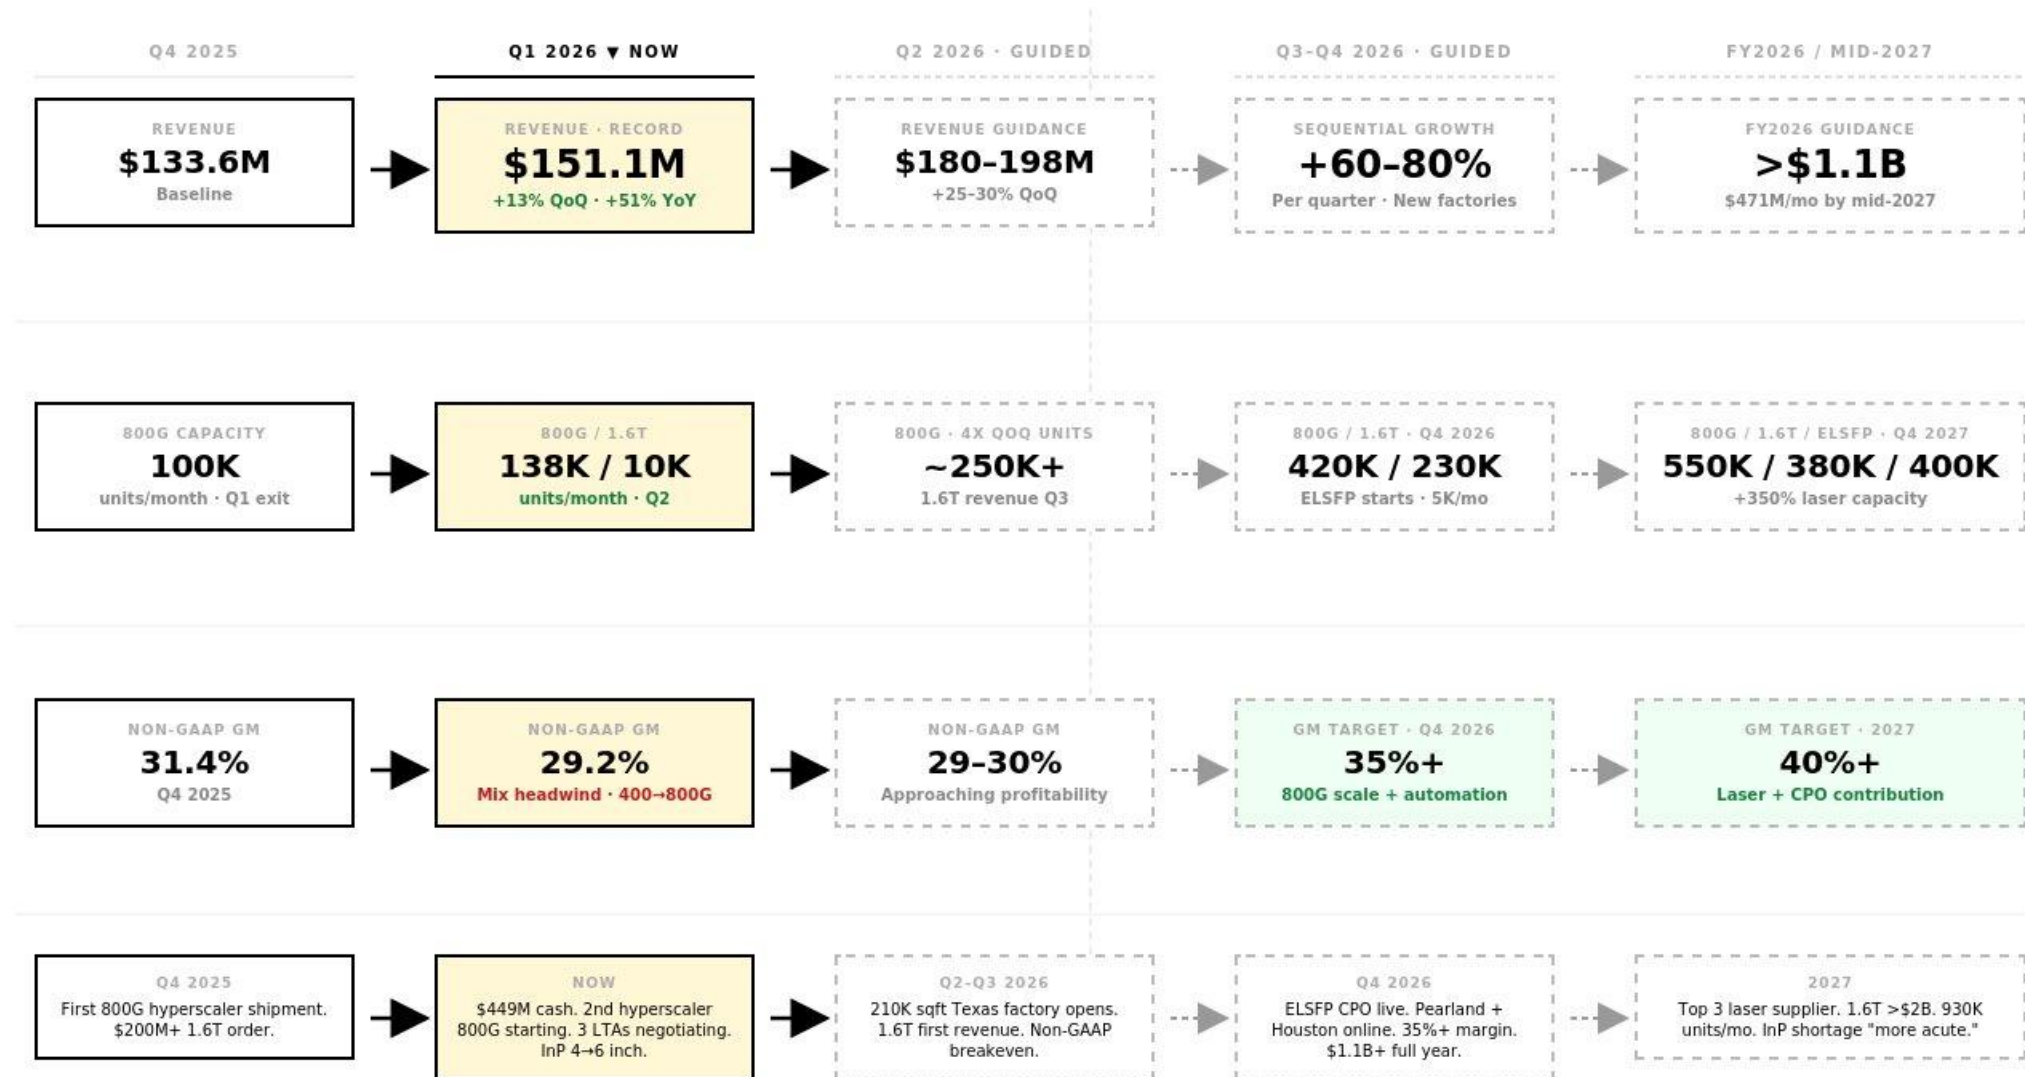 Q4 2025
Q1 2026 ▼ NOW
Q2 2026 · GUIDED
Q3–Q4 2026 · GUIDED
FY2026 / MID-2027
REVENUE
$133.6M
Baseline
REVENUE · RECORD
$151.1M
+13% QoQ · +51% YoY
REVENUE GUIDANCE
$180–198M
+25–30% QoQ
SEQUENTIAL GROWTH
+60–80%
Per quarter · New factories
FY2026 GUIDANCE
>$1.1B
$471M/mo by mid-2027
800G CAPACITY
100K
units/month · Q1 exit
800G / 1.6T
138K / 10K
units/month · Q2
800G · 4X QOQ UNITS
~250K+
1.6T revenue Q3
800G / 1.6T · Q4 2026
420K / 230K
ELSFP starts · 5K/mo
800G / 1.6T / ELSFP · Q4 2027
550K / 380K / 400K
+350% laser capacity
NON-GAAP GM
31.4%
Q4 2025
NON-GAAP GM
29.2%
Mix headwind · 400→800G
NON-GAAP GM
29–30%
Approaching profitability
GM TARGET · Q4 2026
35%+
800G scale + automation
GM TARGET · 2027
40%+
Laser + CPO contribution
Q4 2025
First 800G hyperscaler shipment.
$200M+ 1.6T order.
NOW
$449M cash. 2nd hyperscaler
800G starting. 3 LTAs negotiating.
InP 4→6 inch.
Q2–Q3 2026
210K sqft Texas factory opens.
1.6T first revenue. Non-GAAP
breakeven.
Q4 2026
ELSFP CPO live. Pearland +
Houston online. 35%+ margin.
$1.1B+ full year.
2027
Top 3 laser supplier. 1.6T >$2B. 930K
units/mo. InP shortage "more acute."